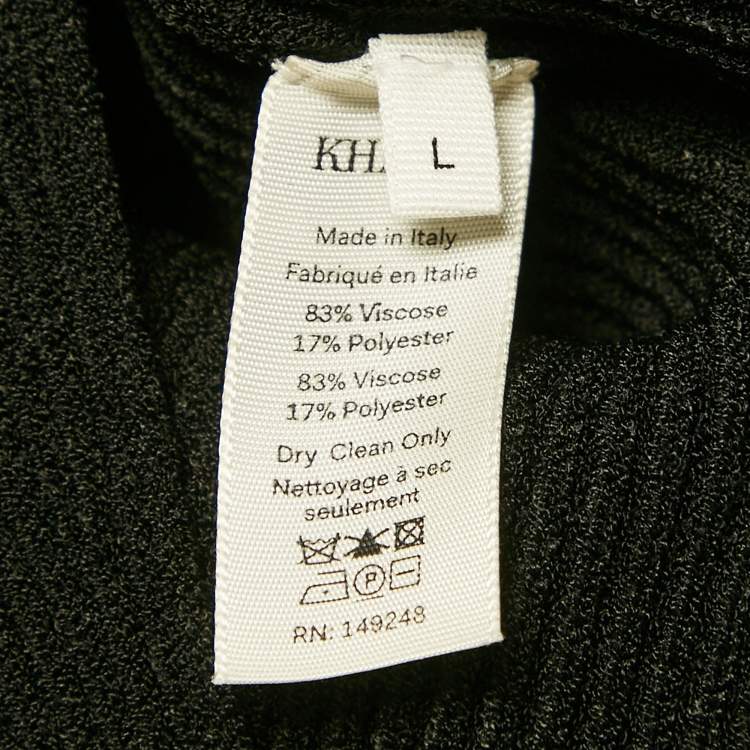 L
Made in Italy
Fabriqué en Italie
83% Viscose
17% Polyester
83% Viscose
17% Polyester
Dry Clean Only
Nettoyage à sec
seulement
P
RN: 149248